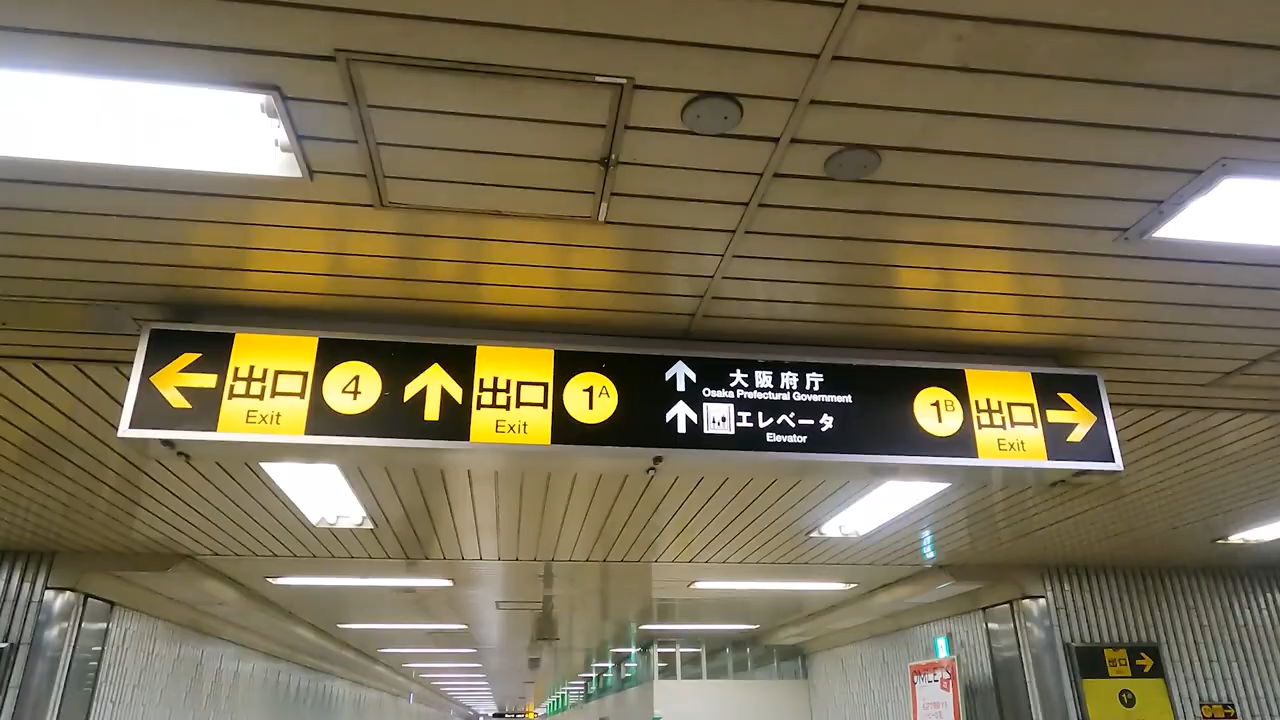 出口
Exit
4
出口
Exit
1A
大阪府庁
Osaka Prefectural Government
エレベータ
Elevator
1B
出口
Exit
OMLET
出口